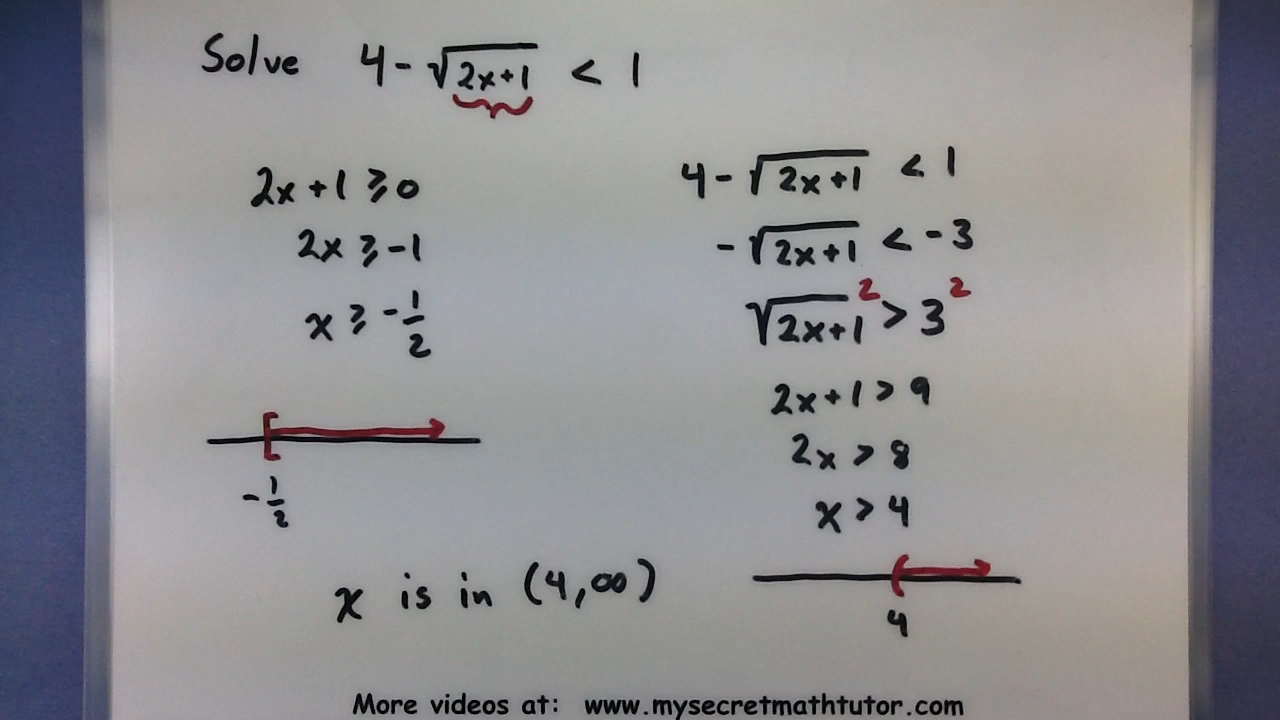 Solve 4 - √(2x+1) < 1
2x + 1 ≥ 0
2x ≥ -1
x ≥ -1/2
-1/2
4 - √(2x+1) < 1
-√(2x+1) < -3
√(2x+1)² > 3²
2x+1 > 9
2x > 8
x > 4
4
x is in (4,∞)
More videos at: www.mysecretmathtutor.com